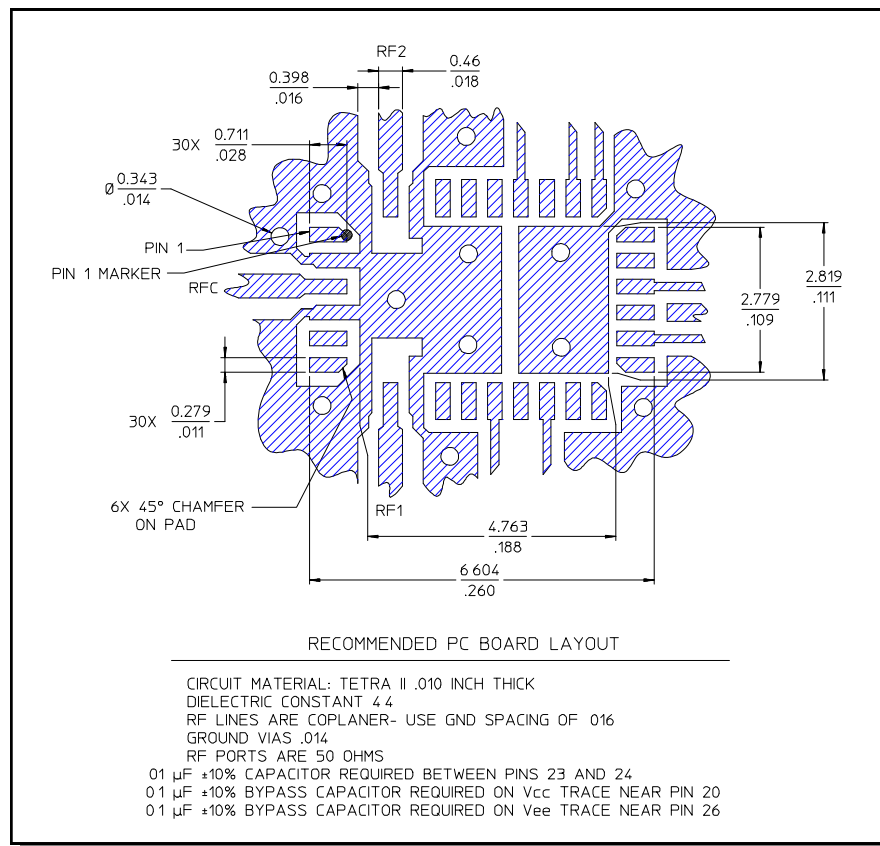 RF2
0.46
.018
0.398
.016
30X 0.711
.028
Ø 0.343
.014
PIN 1
PIN 1 MARKER
RFC
2.819
.111
2.779
.109
30X 0.279
.011
6X 45° CHAMFER
ON PAD
RF1
4.763
.188
6 604
.260
RECOMMENDED PC BOARD LAYOUT
CIRCUIT MATERIAL: TETRA II .010 INCH THICK
DIELECTRIC CONSTANT 4 4
RF LINES ARE COPLANER- USE GND SPACING OF 016
GROUND VIAS .014
RF PORTS ARE 50 OHMS
01 µF ±10% CAPACITOR REQUIRED BETWEEN PINS 23 AND 24
0 1 µF ±10% BYPASS CAPACITOR REQUIRED ON Vcc TRACE NEAR PIN 20
0 1 µF ±10% BYPASS CAPACITOR REQUIRED ON Vee TRACE NEAR PIN 26